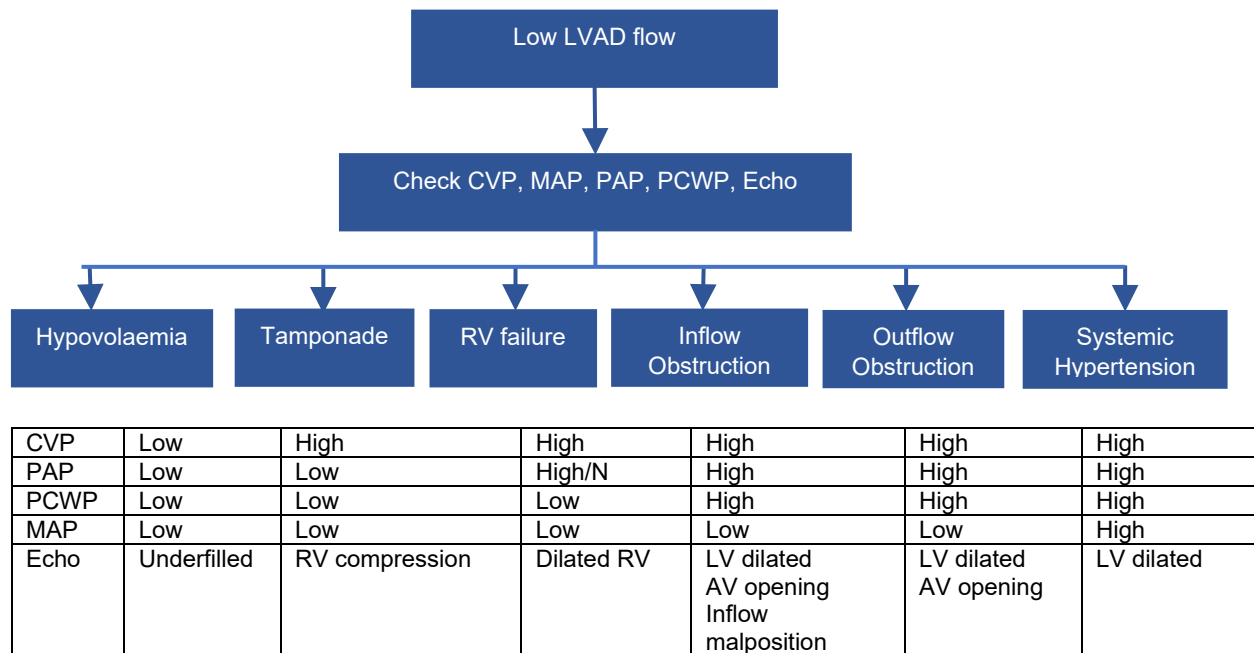 Low LVAD flow
Check CVP, MAP, PAP, PCWP, Echo
Hypovolaemia
Tamponade
RV failure
Inflow
Obstruction
Outflow
Obstruction
Systemic
Hypertension
CVP Low High High High High High
PAP Low Low High/N High High High
PCWP Low Low Low High High High
MAP Low Low Low Low Low High
Echo Underfilled RV compression Dilated RV LV dilated LV dilated LV dilated
AV opening AV opening
Inflow
malposition